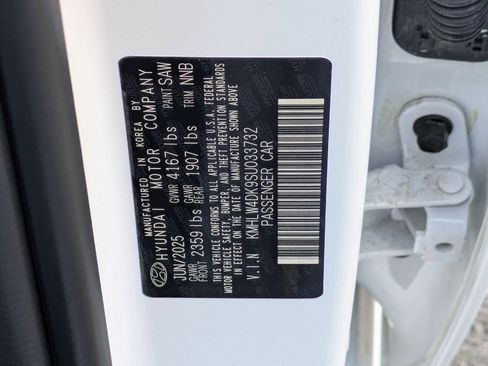 MANUFACTURED IN KOREA BY
HYUNDAI MOTOR COMPANY
JUN/2025 GVWR 4167 lbs PAINT SAW
GAWR FRONT 2359 lbs GAWR REAR 1907 lbs TRIM NNB
THIS VEHICLE CONFORMS TO ALL APPLICABLE U.S.A. FEDERAL
MOTOR VEHICLE SAFETY, BUMPER, AND THEFT PREVENTION STANDARDS
IN EFFECT ON THE DATE OF MANUFACTURE SHOWN ABOVE
V.I.N KMHLW4DKX9SU033732
PASSENGER CAR